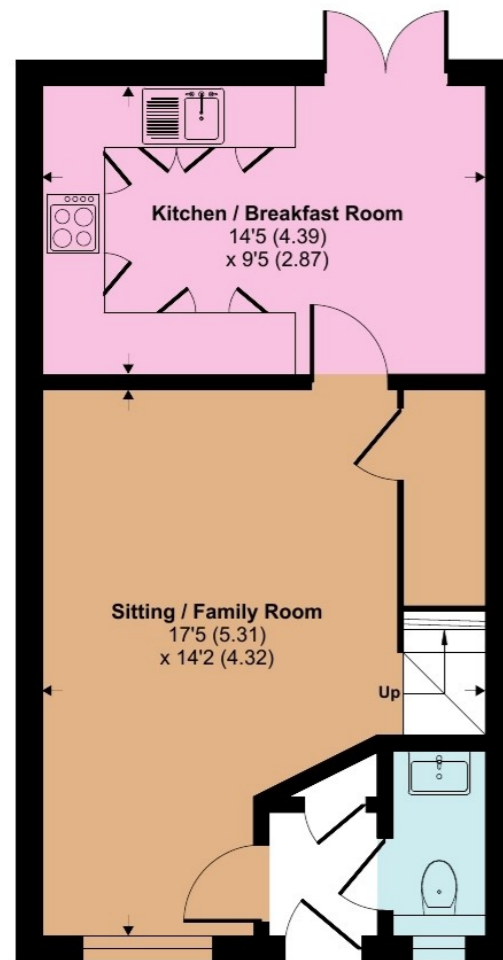 Kitchen / Breakfast Room
14'5 (4.39)
x 9'5 (2.87)
Sitting / Family Room
17'5 (5.31)
x 14'2 (4.32)
Up